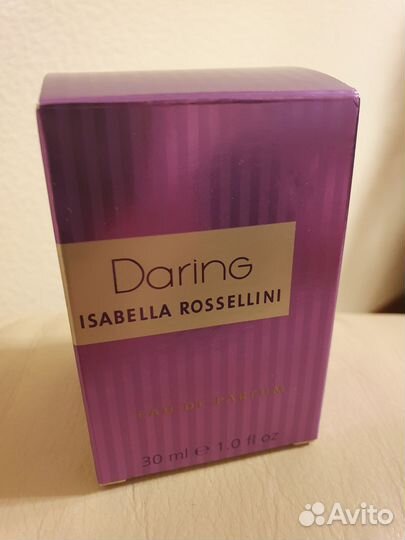 Daring
ISABELLA ROSSELLINI
EAU DE PARFUM
30 ml e 1.0 fl oz
Avito